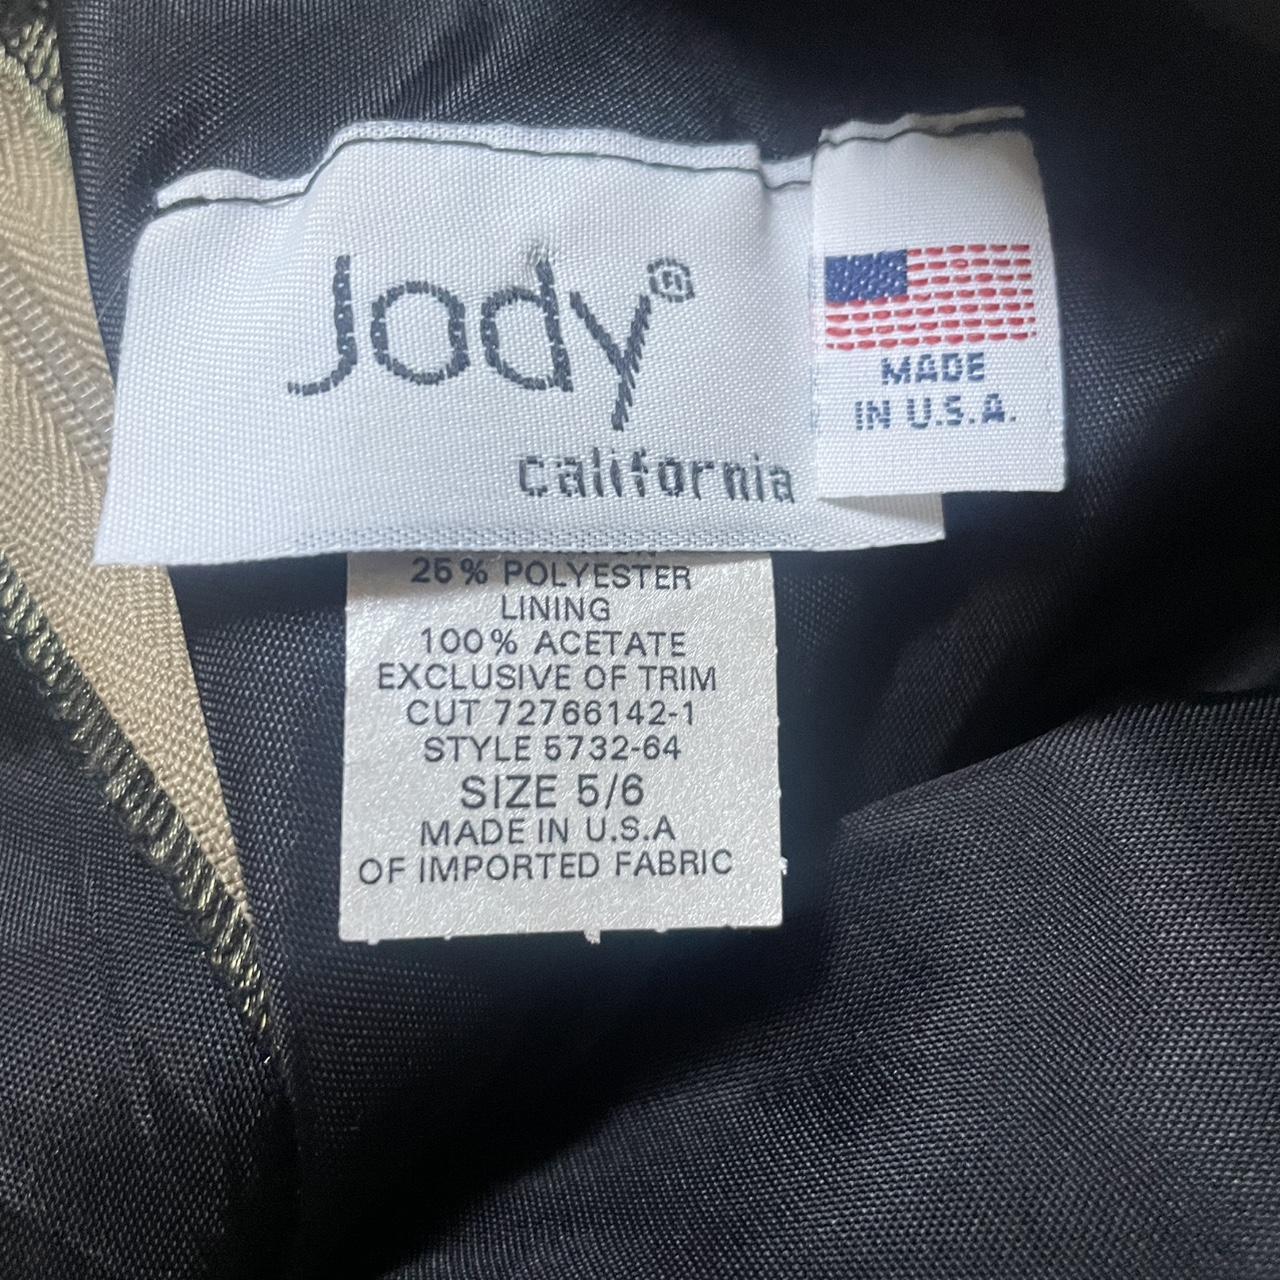 Jody®
california
MADE
IN U.S.A.
25% POLYESTER
LINING
100% ACETATE
EXCLUSIVE OF TRIM
CUT 72766142-1
STYLE 5732-64
SIZE 5/6
MADE IN U.S.A
OF IMPORTED FABRIC